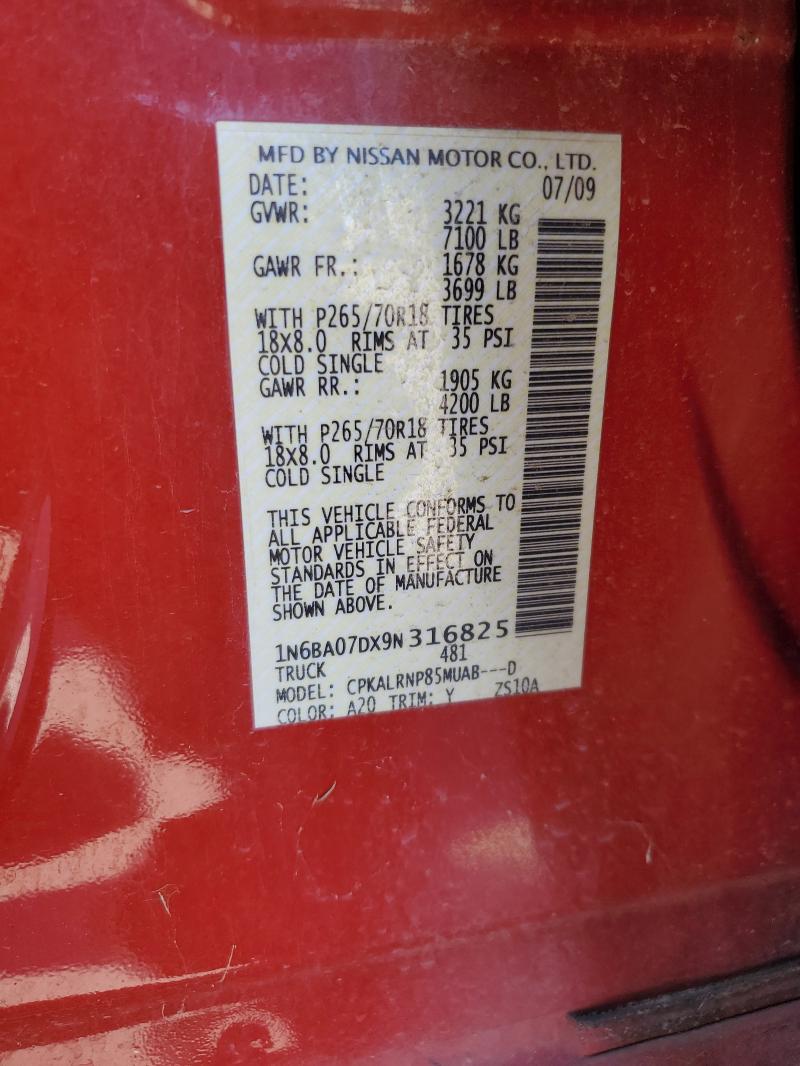 MFD BY NISSAN MOTOR CO., LTD.
DATE: 07/09
GVWR: 3221 KG
7100 LB
GAWR FR.: 1678 KG
3699 LB
WITH P265/70R18 TIRES
18X8.0 RIMS AT 35 PSI
COLD SINGLE
GAWR RR.: 1905 KG
4200 LB
WITH P265/70R18 TIRES
18X8.0 RIMS AT 35 PSI
COLD SINGLE
THIS VEHICLE CONFORMS TO
ALL APPLICABLE FEDERAL
MOTOR VEHICLE SAFETY
STANDARDS IN EFFECT ON
THE DATE OF MANUFACTURE
SHOWN ABOVE.
1N6BA07DX9N316825
TRUCK 481
MODEL: CPKALRNP85MUAB---D
COLOR: A20 TRIM: Y ZS10A